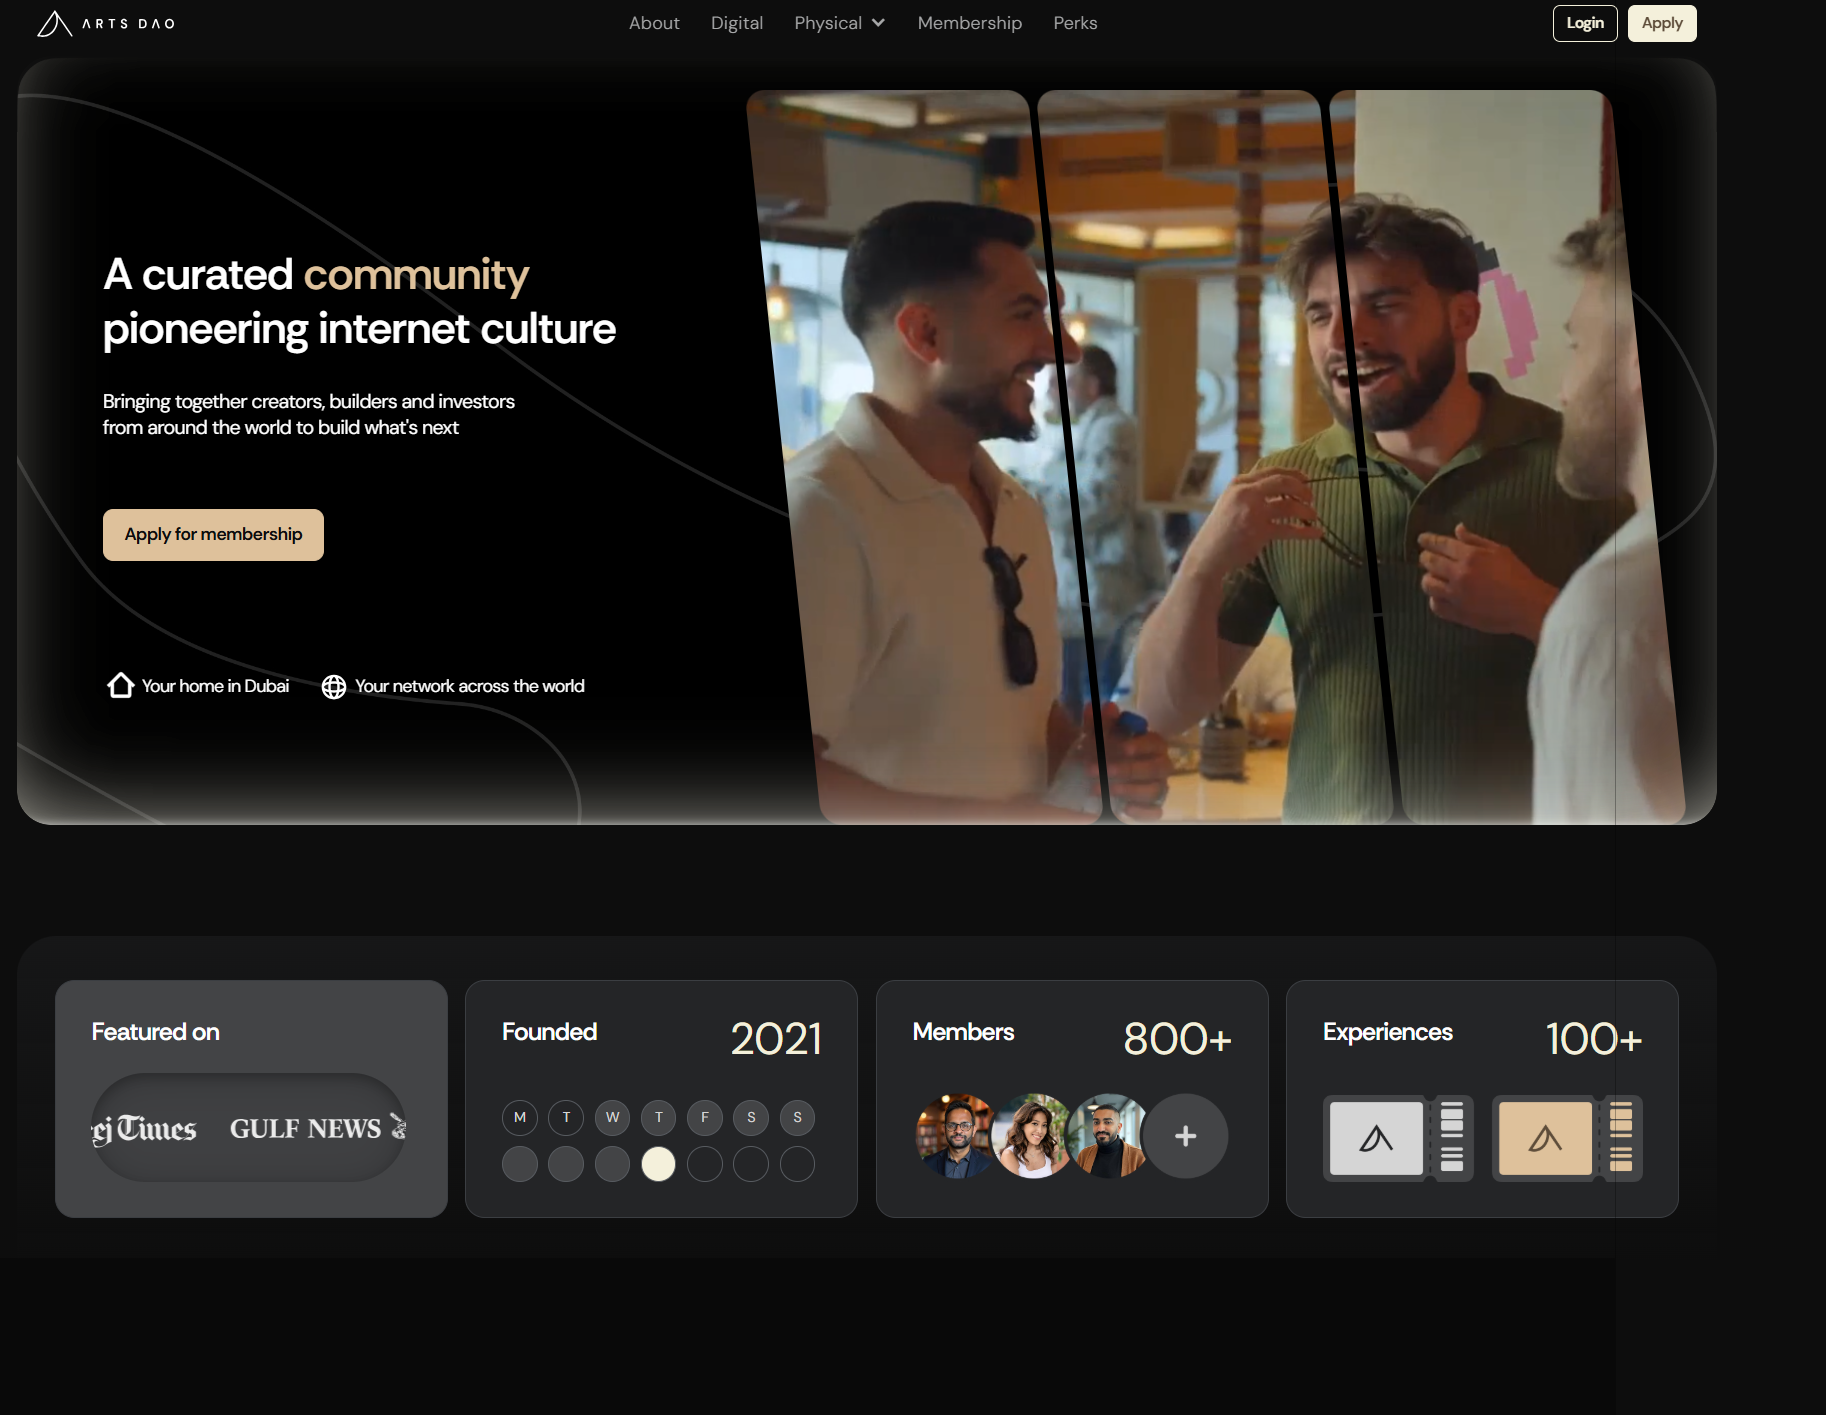 ARTS DAO
About
Digital
Physical
Membership
Perks
Login
Apply
A curated community
pioneering internet culture
Bringing together creators, builders and investors
from around the world to build what's next
Apply for membership
Your home in Dubai
Your network across the world
Featured on
Times
GULF NEWS
Founded
2021
M T W T F S S
Members
800+
+
Experiences
100+